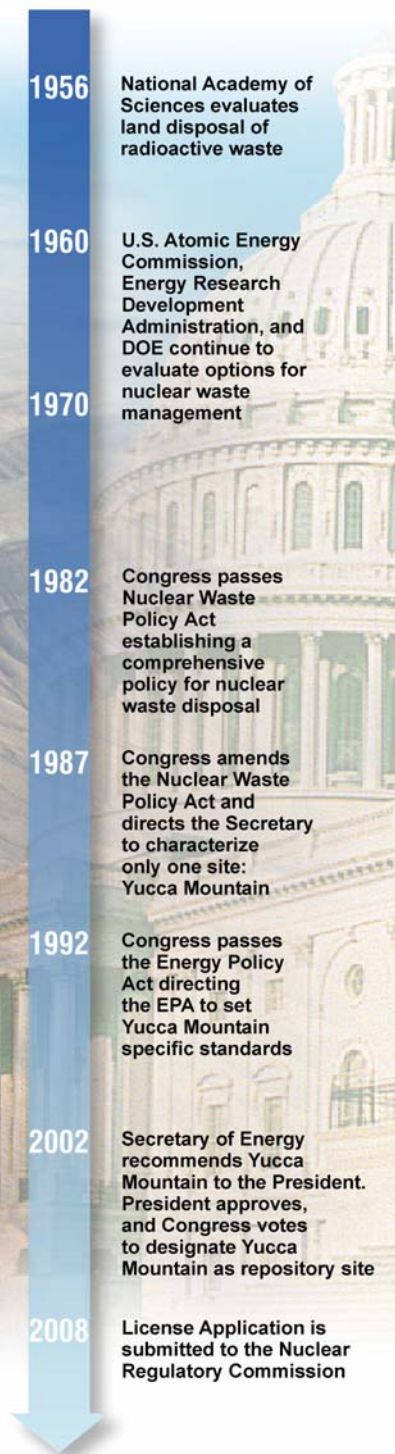 1956
National Academy of
Sciences evaluates
land disposal of
radioactive waste
1960
U.S. Atomic Energy
Commission,
Energy Research
Development
Administration, and
DOE continue to
evaluate options for
nuclear waste
management
1970
1982
Congress passes
Nuclear Waste
Policy Act
establishing a
comprehensive
policy for nuclear
waste disposal
1987
Congress amends
the Nuclear Waste
Policy Act and
directs the Secretary
to characterize
only one site:
Yucca Mountain
1992
Congress passes
the Energy Policy
Act directing
the EPA to set
Yucca Mountain
specific standards
2002
Secretary of Energy
recommends Yucca
Mountain to the President.
President approves,
and Congress votes
to designate Yucca
Mountain as repository site
2008
License Application is
submitted to the Nuclear
Regulatory Commission